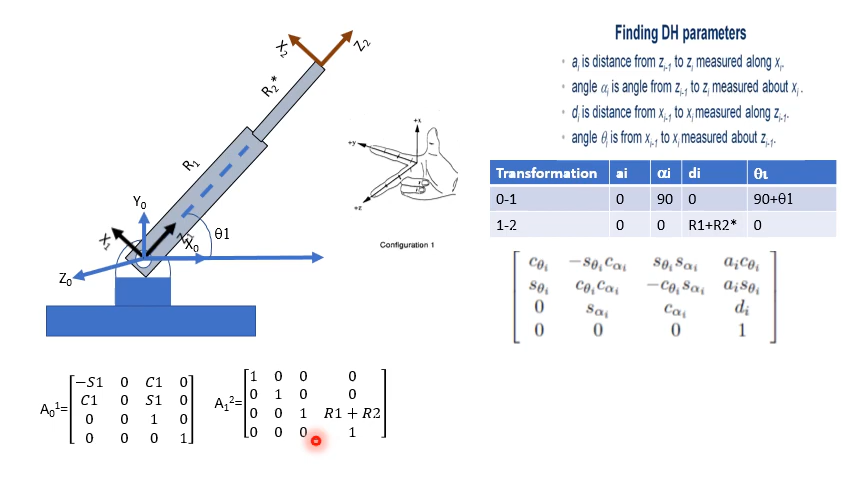 Finding DH parameters
• ai is distance from zi-1 to zi measured along xi.
• angle αi is angle from zi-1 to zi measured about xi .
• di is distance from xi-1 to xi measured along zi-1.
• angle θi is from xi-1 to xi measured about zi-1.
Transformation ai αi di θι
0-1 0 90 0 90+θ1
1-2 0 0 R1+R2* 0
cθi −sθicαi sθisαi aicθi
sθi cθicαi −cθisαi aisθi
0 sαi cαi di
0 0 0 1
X2
Z2
R2*
R1
Y0
X1
X0
θ1
Z0
+x
+y
+z
Configuration 1
A0^1=
−S1 0 C1 0
C1 0 S1 0
0 0 1 0
0 0 0 1
A1^2=
1 0 0 0
0 1 0 0
0 0 1 R1 + R2
0 0 0 1